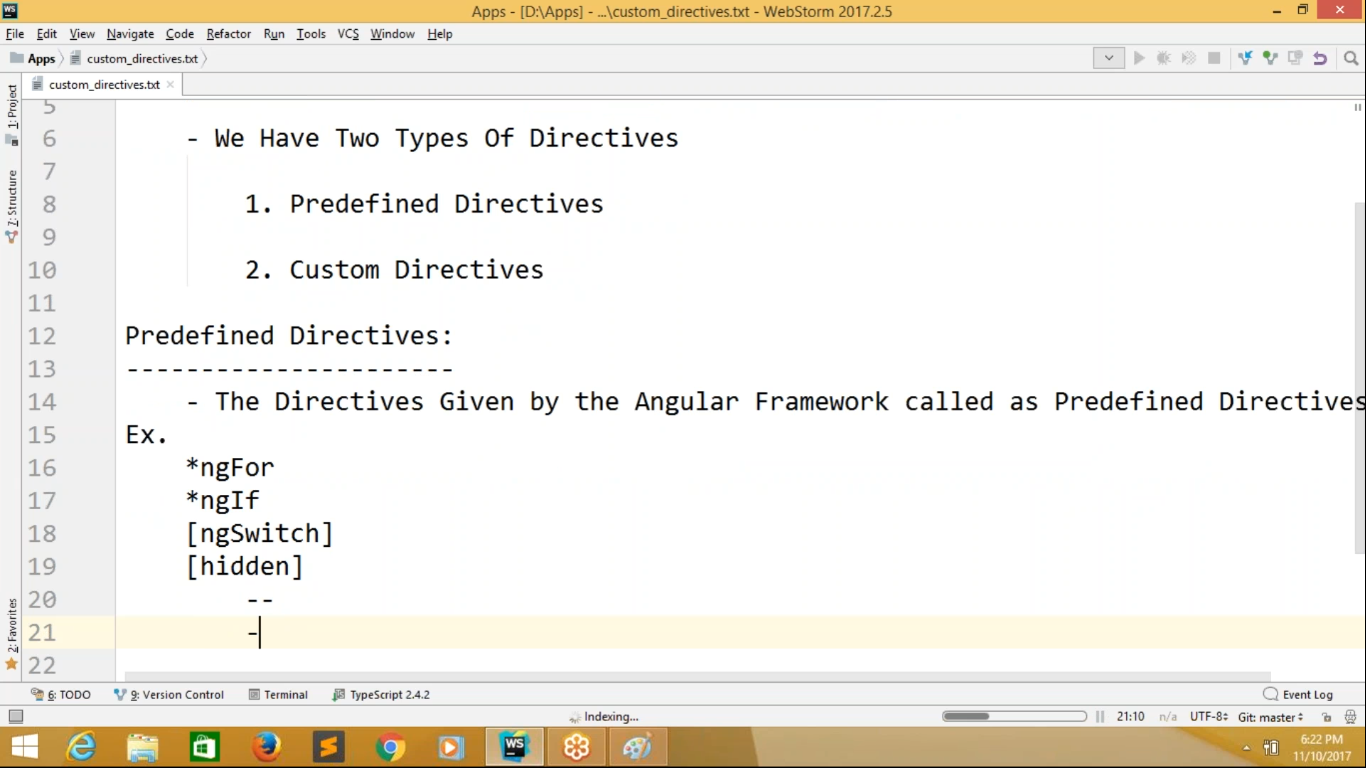 WS Apps - [D:\Apps] - ...\custom_directives.txt - WebStorm 2017.2.5
File Edit View Navigate Code Refactor Run Tools VCS Window Help
Apps custom_directives.txt
custom_directives.txt
1: Project
7: Structure
2: Favorites
5
6 - We Have Two Types Of Directives
7
8 1. Predefined Directives
9
10 2. Custom Directives
11
12 Predefined Directives:
13 ----------------------
14 - The Directives Given by the Angular Framework called as Predefined Directives
15 Ex.
16 *ngFor
17 *ngIf
18 [ngSwitch]
19 [hidden]
20 --
21 -
22
6: TODO 9: Version Control Terminal TypeScript 2.4.2 Event Log
Indexing... 21:10 n/a UTF-8 Git: master
WS
6:22 PM
11/10/2017